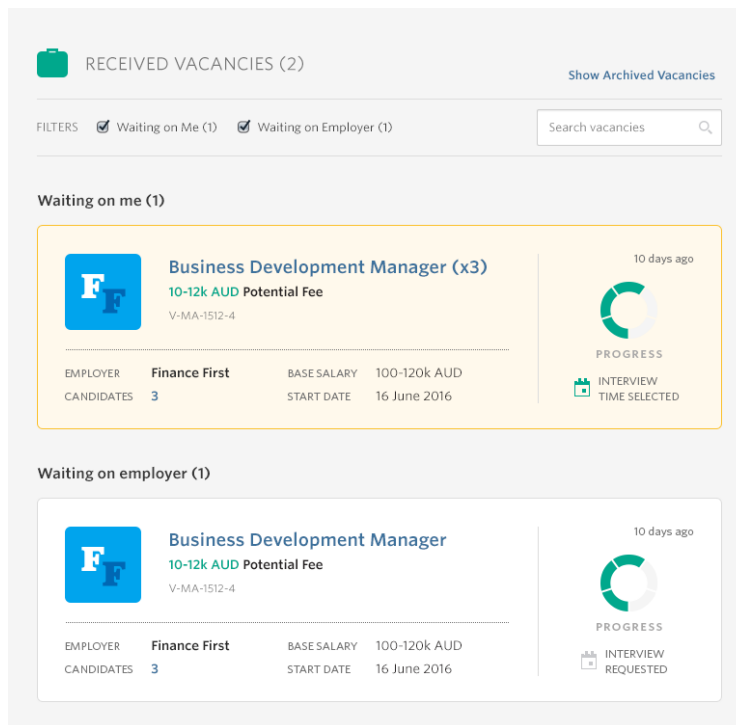 RECEIVED VACANCIES (2)
Show Archived Vacancies
FILTERS Waiting on Me (1) Waiting on Employer (1) Search vacancies
Waiting on me (1)
FF
Business Development Manager (x3)
10-12k AUD Potential Fee
V-MA-1512-4
EMPLOYER Finance First BASE SALARY 100-120k AUD
CANDIDATES 3 START DATE 16 June 2016
10 days ago
PROGRESS
INTERVIEW
TIME SELECTED
Waiting on employer (1)
FF
Business Development Manager
10-12k AUD Potential Fee
V-MA-1512-4
EMPLOYER Finance First BASE SALARY 100-120k AUD
CANDIDATES 3 START DATE 16 June 2016
10 days ago
PROGRESS
INTERVIEW
REQUESTED